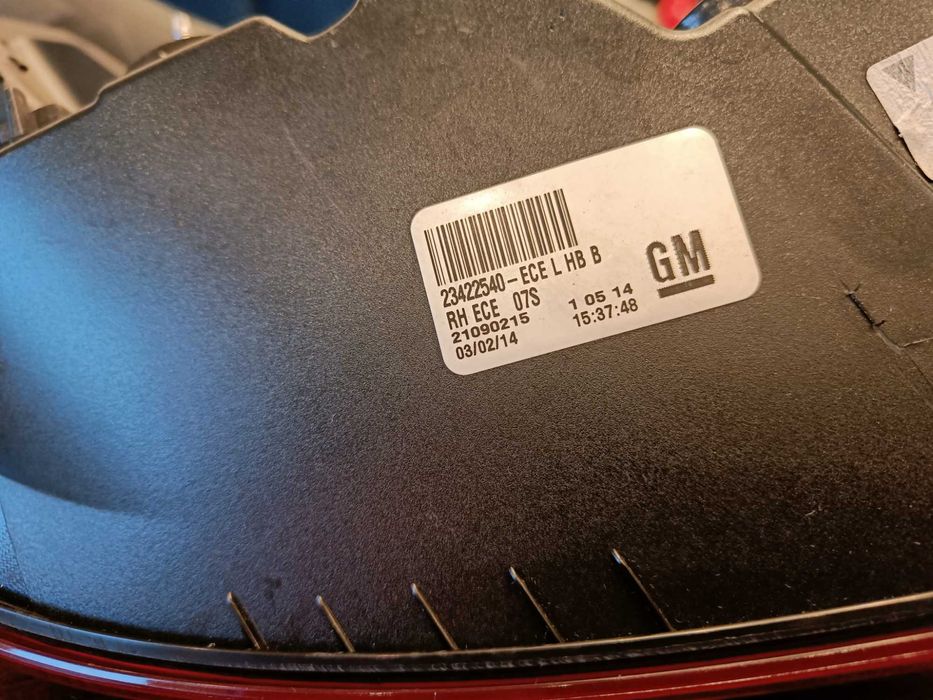 23422540-ECE L HB B
RH ECE 07S
21090215 1 05 14
03/02/14 15:37:48
GM